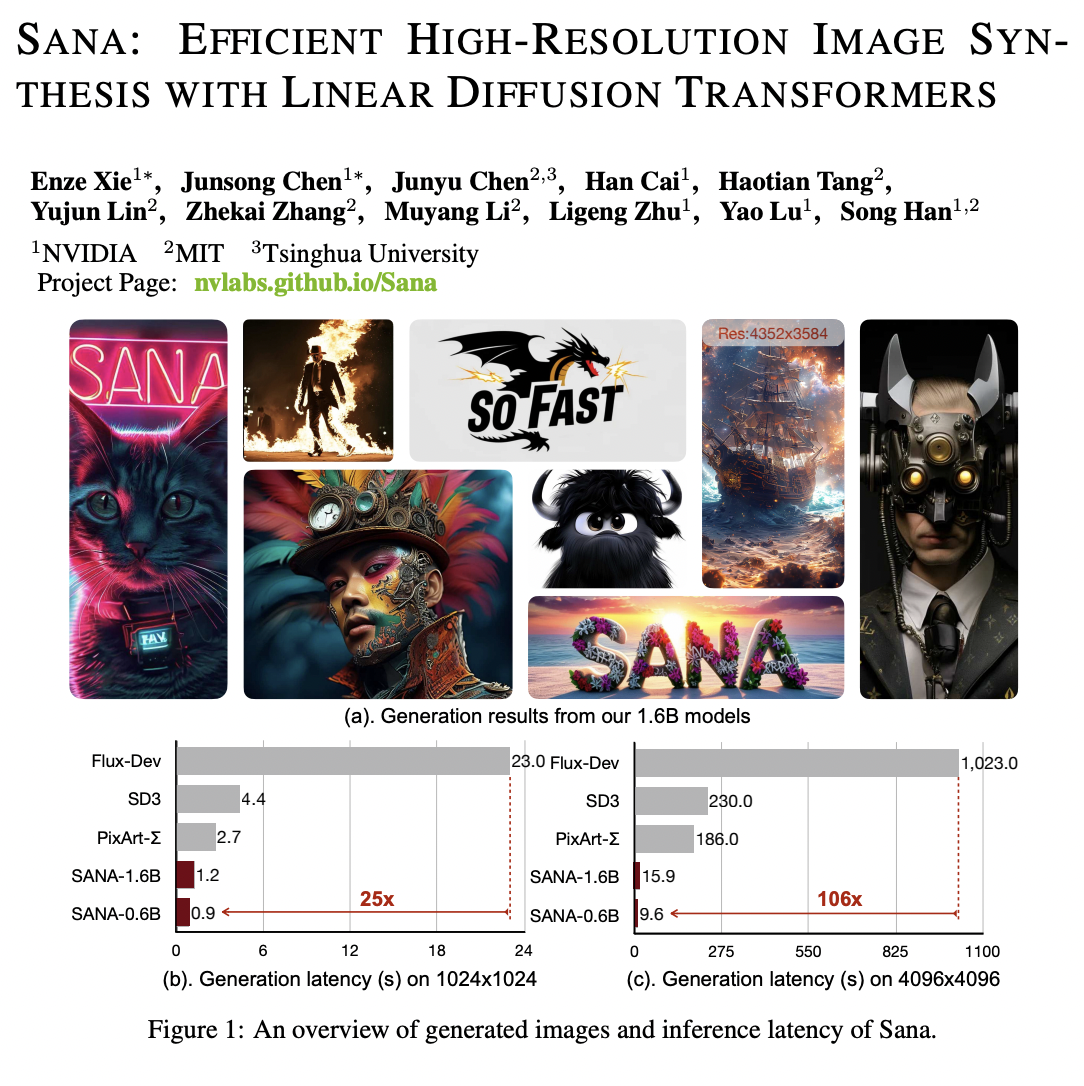 SANA: EFFICIENT HIGH-RESOLUTION IMAGE SYN-
THESIS WITH LINEAR DIFFUSION TRANSFORMERS
Enze Xie¹*, Junsong Chen¹*, Junyu Chen²,³, Han Cai¹, Haotian Tang²,
Yujun Lin², Zhekai Zhang², Muyang Li², Ligeng Zhu¹, Yao Lu¹, Song Han¹,²
¹NVIDIA ²MIT ³Tsinghua University
Project Page: nvlabs.github.io/Sana
SANA
SO FAST
Res:4352x3584
SANA
(a). Generation results from our 1.6B models
Flux-Dev 23.0
SD3 4.4
PixArt-Σ 2.7
SANA-1.6B 1.2
SANA-0.6B 0.9 25x
0 6 12 18 24
(b). Generation latency (s) on 1024x1024
Flux-Dev 1,023.0
SD3 230.0
PixArt-Σ 186.0
SANA-1.6B 15.9
SANA-0.6B 9.6 106x
0 275 550 825 1100
(c). Generation latency (s) on 4096x4096
Figure 1: An overview of generated images and inference latency of Sana.